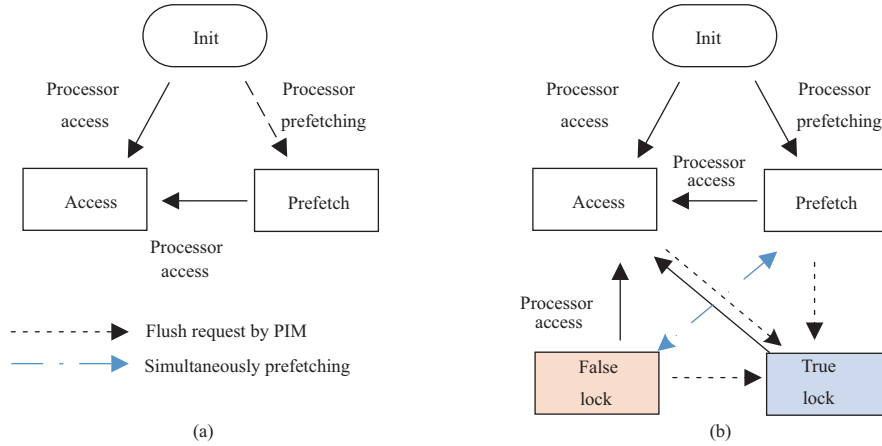 Init
Processor
access
Processor
prefetching
Access
Prefetch
Processor
access
Flush request by PIM
Simultaneously prefetching
(a)
Init
Processor
access
Processor
prefetching
Processor
access
Access
Prefetch
Processor
access
False
lock
True
lock
(b)